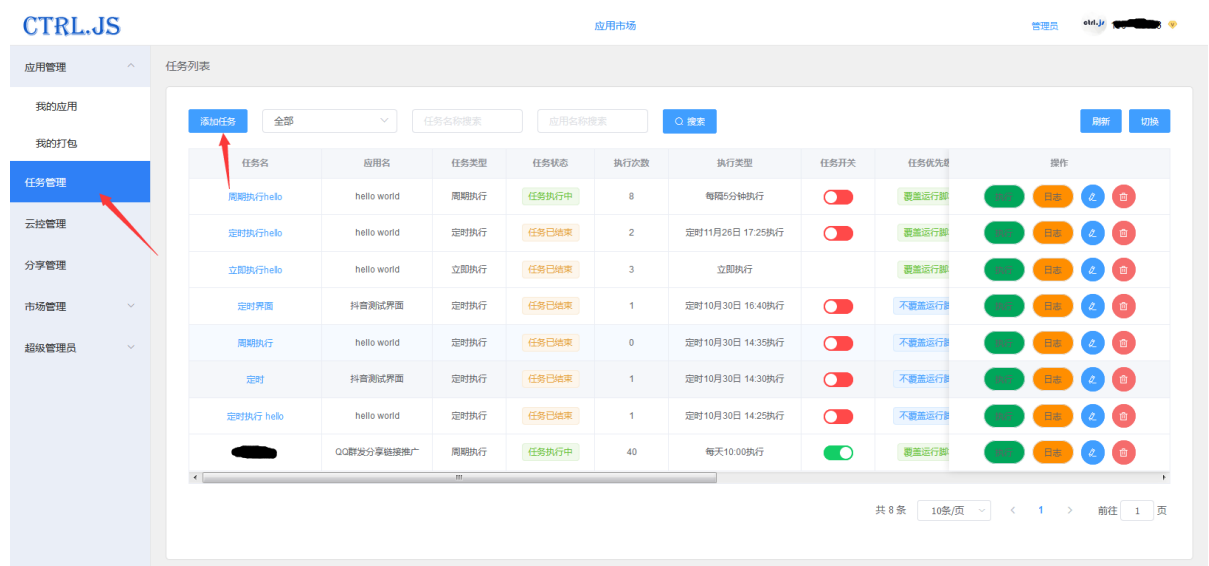 CTRL.JS
应用市场
管理员
ctrl.js
应用管理
我的应用
我的打包
任务管理
云控管理
分享管理
市场管理
超级管理员
任务列表
添加任务 全部 任务名称搜索 应用名称搜索 搜索 刷新 切换
任务名 应用名 任务类型 任务状态 执行次数 执行类型 任务开关 任务优先 操作
周期执行hello hello world 周期执行 任务执行中 8 每隔5分钟执行 覆盖运行脚 执行 日志
定时执行hello hello world 定时执行 任务已结束 2 定时11月26日 17:25执行 覆盖运行脚 执行 日志
立即执行hello hello world 立即执行 任务已结束 3 立即执行 覆盖运行脚 执行 日志
定时界面 抖音测试界面 定时执行 任务已结束 1 定时10月30日 16:40执行 不覆盖运行脚 执行 日志
周期执行 hello world 定时执行 任务已结束 0 定时10月30日 14:35执行 不覆盖运行脚 执行 日志
定时 抖音测试界面 定时执行 任务已结束 1 定时10月30日 14:30执行 不覆盖运行脚 执行 日志
定时执行 hello hello world 定时执行 任务已结束 1 定时10月30日 14:25执行 不覆盖运行脚 执行 日志
QQ群发分享链接推广 周期执行 任务执行中 40 每天10:00执行 覆盖运行脚 执行 日志
共 8 条 10条/页 1 前往 1 页